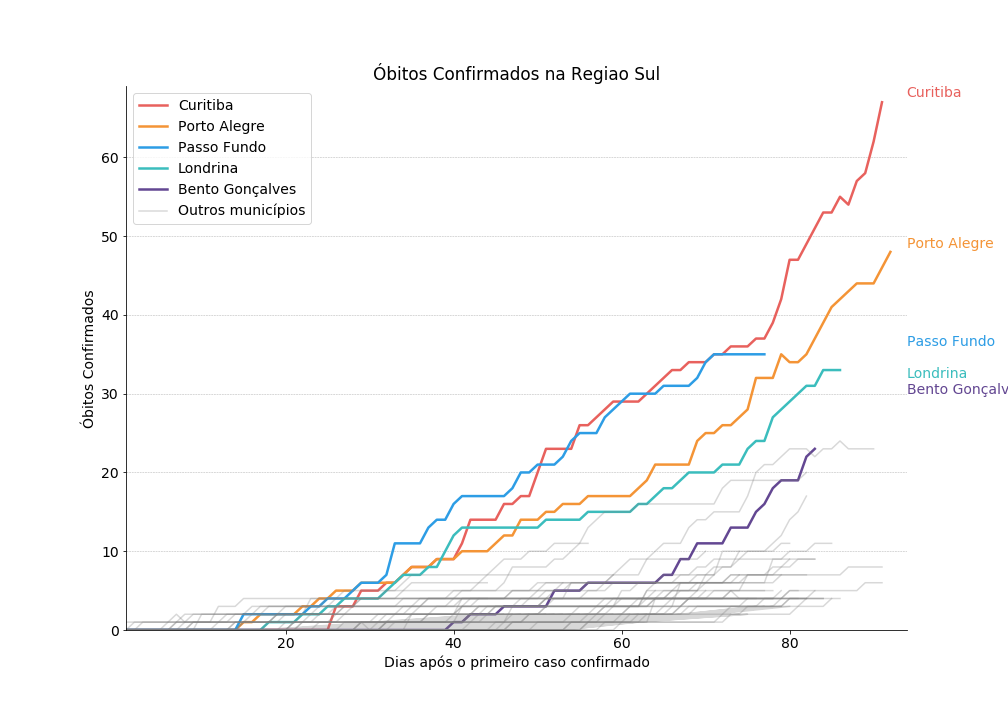 Óbitos Confirmados na Regiao Sul
Curitiba
Porto Alegre
Passo Fundo
Londrina
Bento Gonçalves
Outros municípios
Curitiba
Porto Alegre
Passo Fundo
Londrina
Bento Gonçalv
Óbitos Confirmados
60
50
40
30
20
10
0
20
40
60
80
Dias após o primeiro caso confirmado